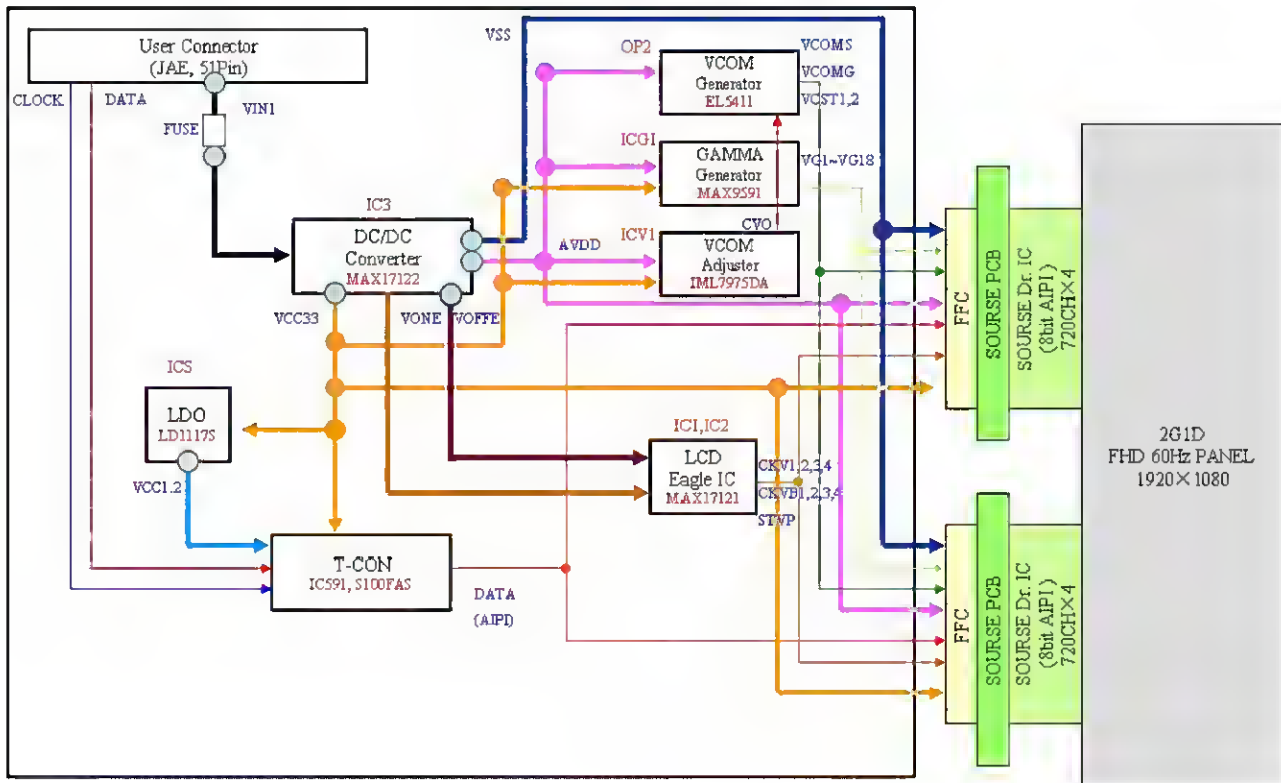 User Connector
(JAE, 51Pin)
CLOCK
DATA
VIN1
FUSE
VSS
OP2
VCOM
Generator
EL5411
VCOMS
VCOMG
VCST1,2
ICG1
GAMMA
Generator
MAX9591
VG1~VG18
CVO
ICV1
VCOM
Adjuster
IML7975DA
IC3
DC/DC
Converter
MAX17122
AVDD
VCC33
VONE
VOFFE
ICS
LDO
LD1117S
VCC1.2
IC1,IC2
LCD
Eagle IC
MAX17121
CKV1,2,3,4
CKVB1,2,3,4
STVP
T-CON
IC591, S100FAS
DATA
(AIPI)
FFC
SOURSE PCB
SOURSE Dr. IC
(8bit AIPI )
720CH×4
FFC
SOURSE PCB
SOURSE Dr. IC
(8bit AIPI )
720CH×4
2G1D
FHD 60Hz PANEL
1920×1080